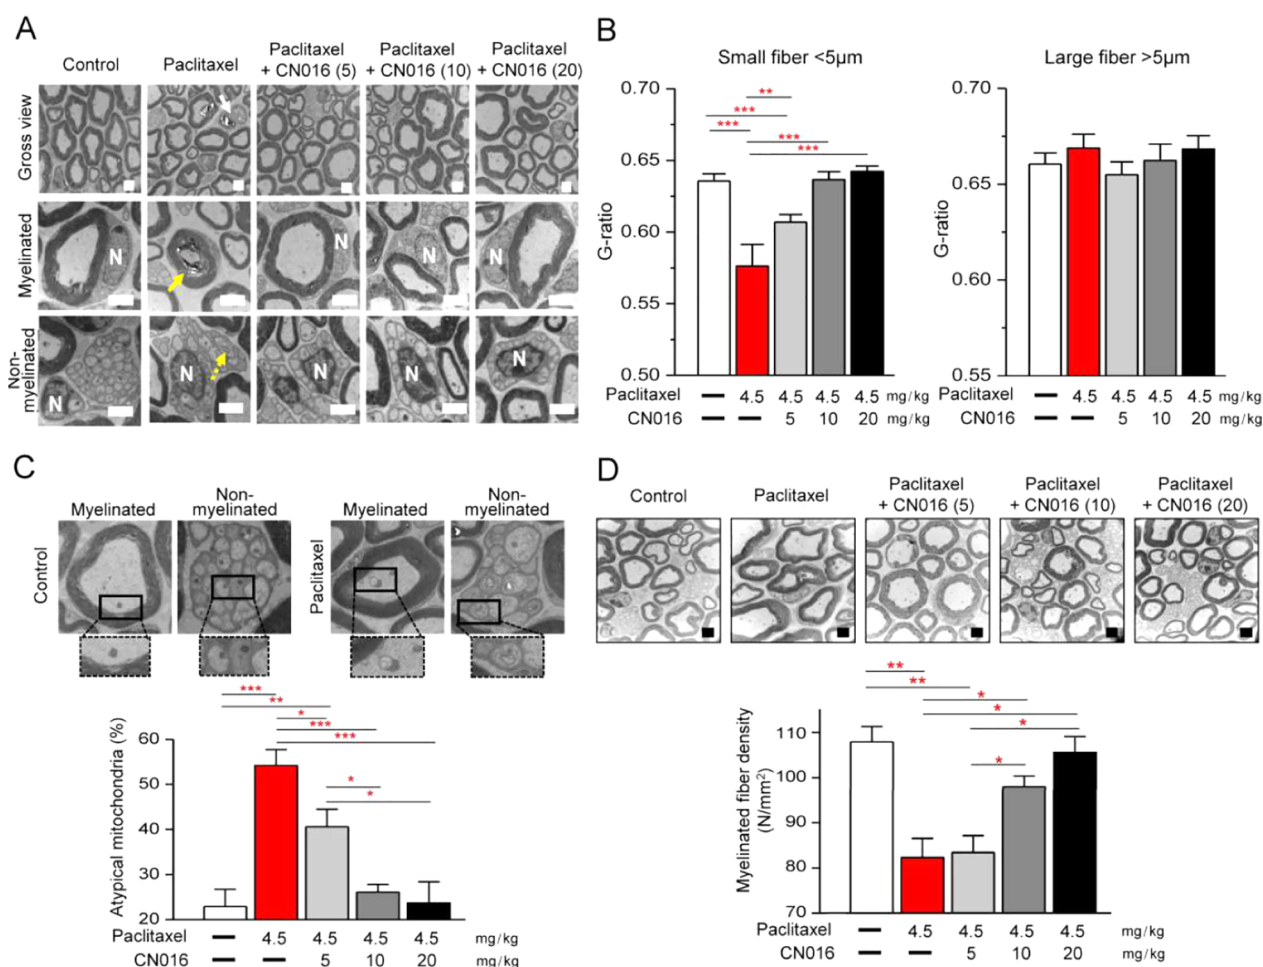 A
Control
Paclitaxel
Paclitaxel
+ CN016 (5)
Paclitaxel
+ CN016 (10)
Paclitaxel
+ CN016 (20)
Gross view
Myelinated
N
N
N
N
Non-
myelinated
N
N
N
N
N
B
Small fiber <5µm
**
***
***
***
***
G-ratio
0.70
0.65
0.60
0.55
0.50
Paclitaxel 4.5 4.5 4.5 4.5 mg/kg
CN016 5 10 20 mg/kg
Large fiber >5µm
G-ratio
0.70
0.65
0.60
0.55
4.5 4.5 4.5 4.5 mg/kg
5 10 20 mg/kg
C
Control
Myelinated
Non-
myelinated
Paclitaxel
Myelinated
Non-
myelinated
***
**
*
***
***
*
*
Atypical mitochondria (%)
60
50
40
30
20
Paclitaxel 4.5 4.5 4.5 4.5 mg/kg
CN016 5 10 20 mg/kg
D
Control
Paclitaxel
Paclitaxel
+ CN016 (5)
Paclitaxel
+ CN016 (10)
Paclitaxel
+ CN016 (20)
**
**
*
*
*
*
Myelinated fiber density
(N/mm²)
110
100
90
80
70
Paclitaxel 4.5 4.5 4.5 4.5 mg/kg
CN016 5 10 20 mg/kg